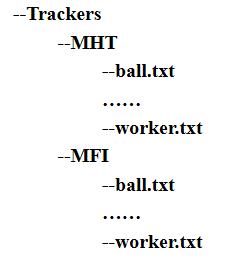 --Trackers
--MHT
--ball.txt
……
--worker.txt
--MFI
--ball.txt
……
--worker.txt